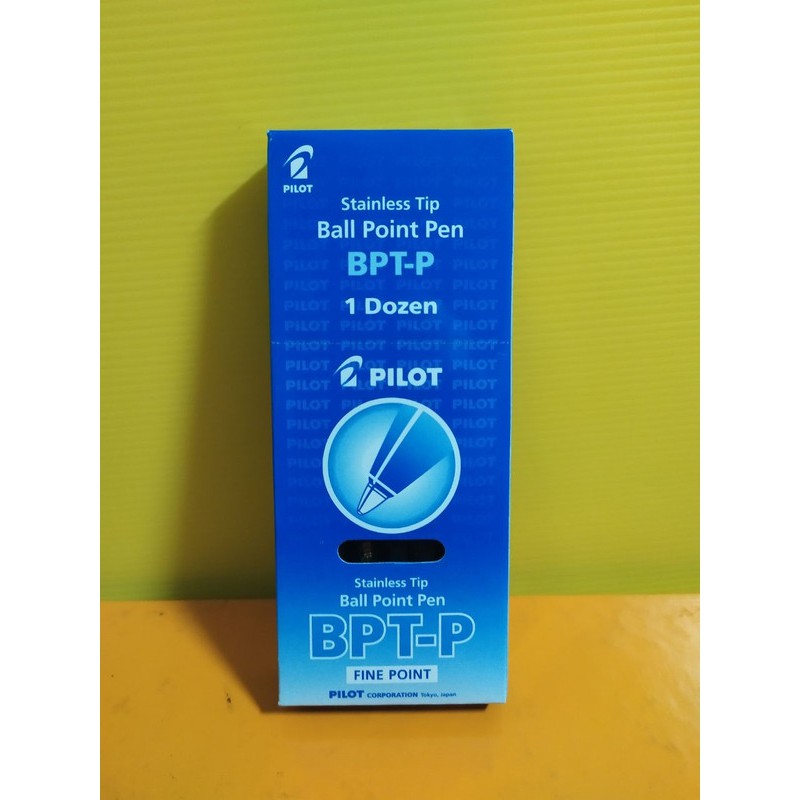 PILOT
Stainless Tip
Ball Point Pen
BPT-P
1 Dozen
PILOT
Stainless Tip
Ball Point Pen
BPT-P
FINE POINT
PILOT CORPORATION Tokyo, Japan